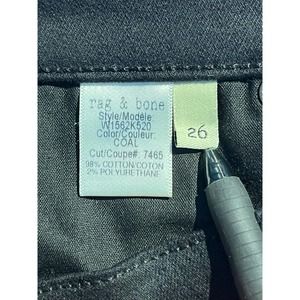 rag & bone
Style/Modèle:
W1562K520
Color/Couleur:
COAL
Cut/Coupe#: 7465
98% COTTON/COTON
2% POLYURETHANE
26